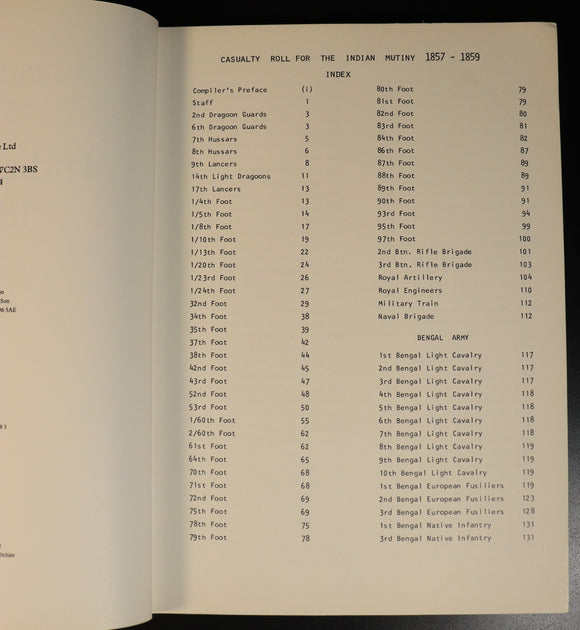 e Ltd
WC2N 3BS
4
on
Son
06 5AE
8 3
ltshire
CASUALTY ROLL FOR THE INDIAN MUTINY 1857 - 1859
INDEX
Compiler's Preface (i)
Staff 1
2nd Dragoon Guards 3
6th Dragoon Guards 3
7th Hussars 5
8th Hussars 6
9th Lancers 8
14th Light Dragoons 11
17th Lancers 13
1/4th Foot 13
1/5th Foot 14
1/8th Foot 17
1/10th Foot 19
1/13th Foot 22
1/20th Foot 24
1/23rd Foot 26
1/24th Foot 27
32nd Foot 29
34th Foot 38
35th Foot 39
37th Foot 42
38th Foot 44
42nd Foot 45
43rd Foot 47
52nd Foot 48
53rd Foot 50
1/60th Foot 55
2/60th Foot 62
61st Foot 62
64th Foot 65
70th Foot 68
71st Foot 68
72nd Foot 69
75th Foot 69
78th Foot 75
79th Foot 78
80th Foot 79
81st Foot 79
82nd Foot 80
83rd Foot 81
84th Foot 82
86th Foot 87
87th Foot 89
88th Foot 89
89th Foot 91
90th Foot 91
93rd Foot 94
95th Foot 99
97th Foot 100
2nd Btn. Rifle Brigade 101
3rd Btn. Rifle Brigade 103
Royal Artillery 104
Royal Engineers 110
Military Train 112
Naval Brigade 112
BENGAL ARMY
1st Bengal Light Cavalry 117
2nd Bengal Light Cavalry 117
3rd Bengal Light Cavalry 117
4th Bengal Light Cavalry 118
5th Bengal Light Cavalry 118
6th Bengal Light Cavalry 118
7th Bengal Light Cavalry 118
8th Bengal Light Cavalry 119
9th Bengal Light Cavalry 119
10th Bengal Light Cavalry 119
1st Bengal European Fusiliers 119
2nd Bengal European Fusiliers 123
3rd Bengal European Fusiliers 128
1st Bengal Native Infantry 131
3rd Bengal Native Infantry 131